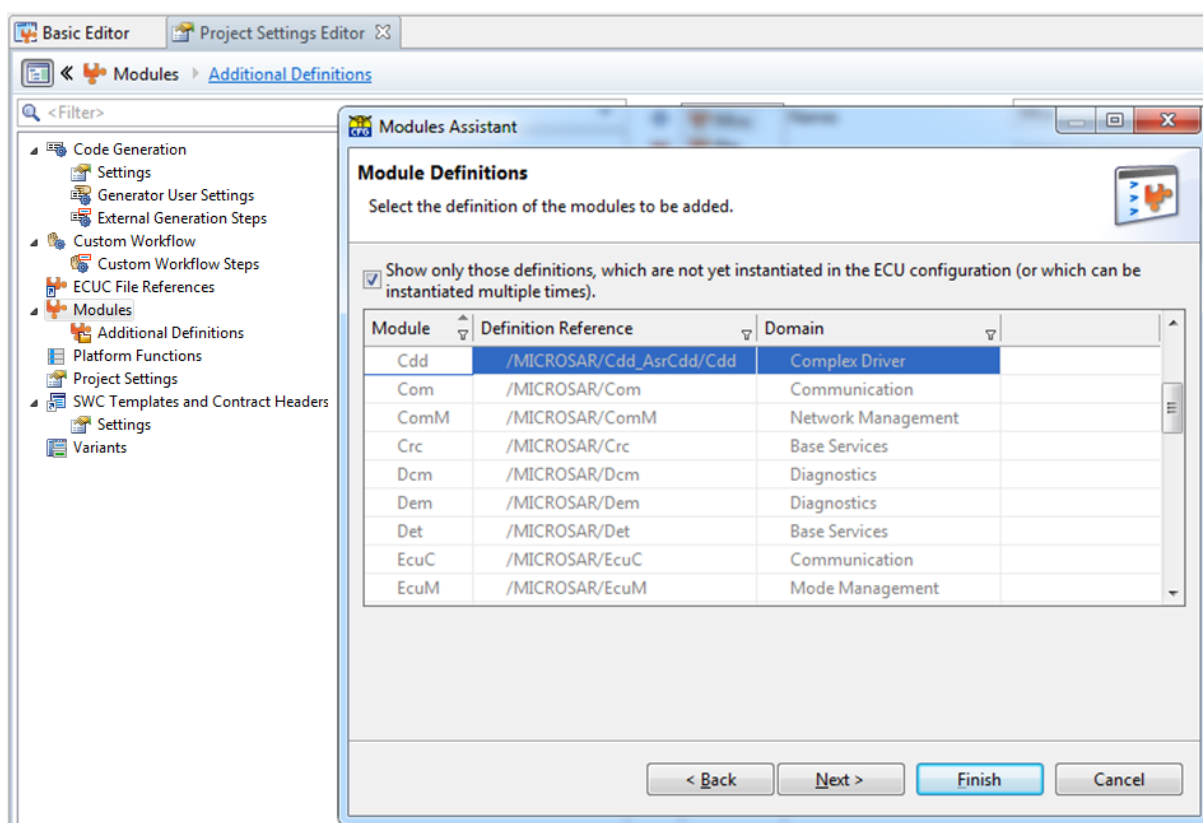 Basic Editor
Project Settings Editor
Modules
Additional Definitions
<Filter>
Code Generation
Settings
Generator User Settings
External Generation Steps
Custom Workflow
Custom Workflow Steps
ECUC File References
Modules
Additional Definitions
Platform Functions
Project Settings
SWC Templates and Contract Headers
Settings
Variants
CFG
Modules Assistant
Module Definitions
Select the definition of the modules to be added.
Show only those definitions, which are not yet instantiated in the ECU configuration (or which can be
instantiated multiple times).
Module Definition Reference Domain
Cdd /MICROSAR/Cdd_AsrCdd/Cdd Complex Driver
Com /MICROSAR/Com Communication
ComM /MICROSAR/ComM Network Management
Crc /MICROSAR/Crc Base Services
Dcm /MICROSAR/Dcm Diagnostics
Dem /MICROSAR/Dem Diagnostics
Det /MICROSAR/Det Base Services
EcuC /MICROSAR/EcuC Communication
EcuM /MICROSAR/EcuM Mode Management
< Back Next > Finish Cancel